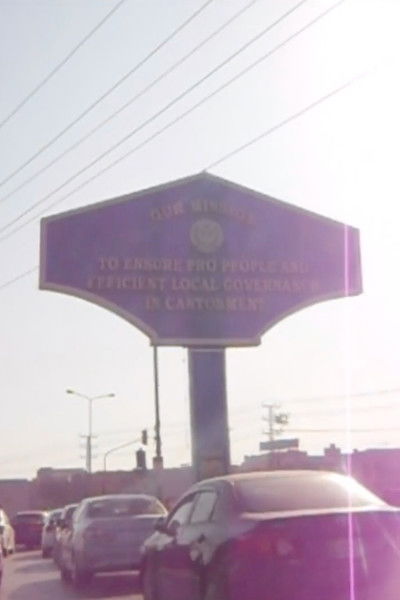 OUR MISSION
TO ENSURE PRO PEOPLE AND
EFFICIENT LOCAL GOVERNANCE
IN CANTONMENT